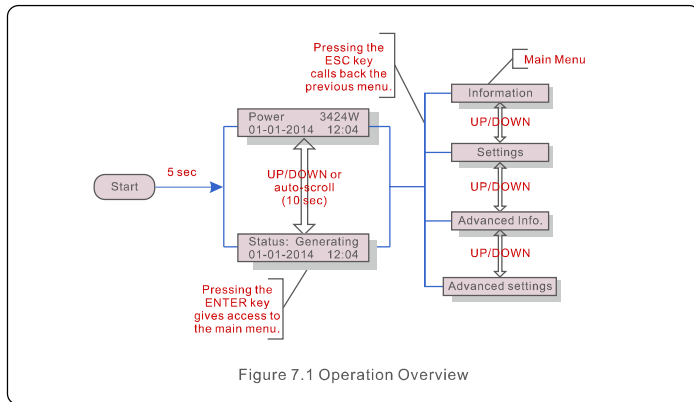 Pressing the
ESC key
calls back the
previous menu.
Main Menu
Information
UP/DOWN
Settings
UP/DOWN
Advanced Info.
UP/DOWN
Advanced settings
Power 3424W
01-01-2014 12:04
5 sec
Start
UP/DOWN or
auto-scroll
(10 sec)
Status: Generating
01-01-2014 12:04
Pressing the
ENTER key
gives access to
the main menu.
Figure 7.1 Operation Overview